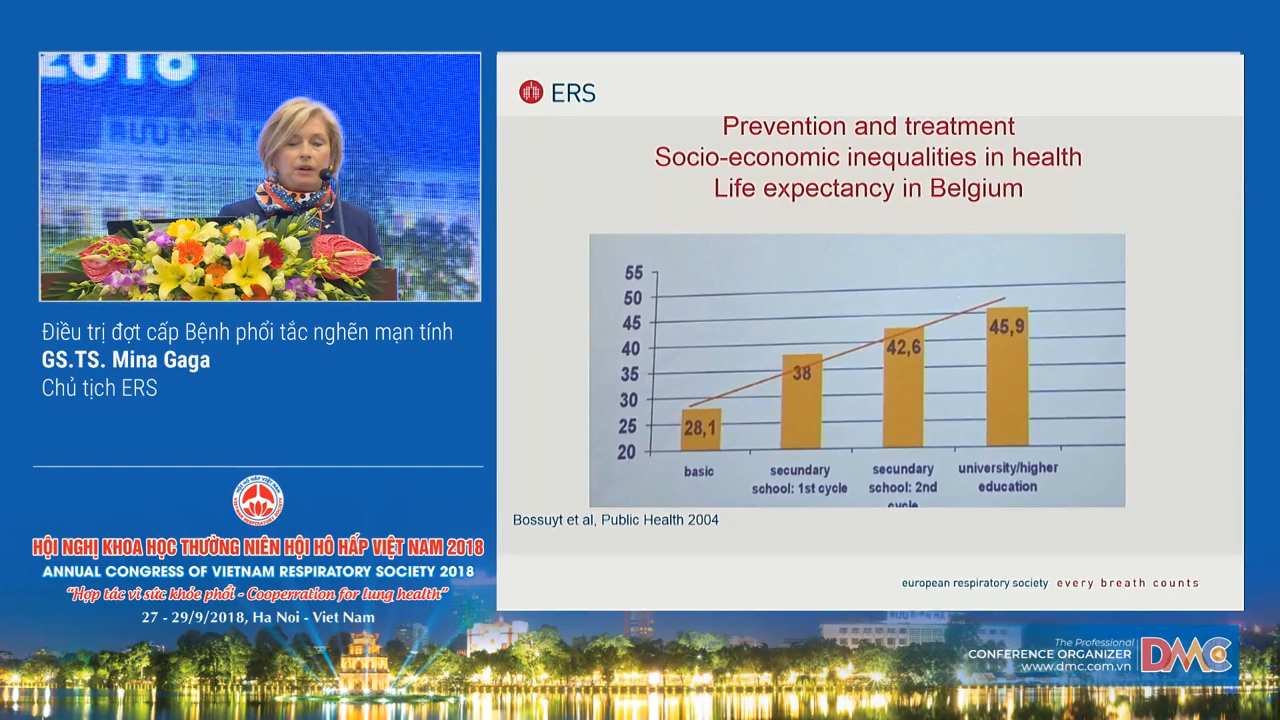 2018
Điều trị đợt cấp Bệnh phổi tắc nghẽn mạn tính
GS.TS. Mina Gaga
Chủ tịch ERS
HỘI NGHỊ KHOA HỌC THƯỜNG NIÊN HỘI HÔ HẤP VIỆT NAM 2018
ANNUAL CONGRESS OF VIETNAM RESPIRATORY SOCIETY 2018
"Hợp tác vì sức khỏe phổi - Cooperration for lung health"
27 - 29/9/2018, Ha Noi - Viet Nam
ERS
Prevention and treatment
Socio-economic inequalities in health
Life expectancy in Belgium
55
50
45
40
35
30
25
20
28,1
38
42,6
45,9
basic
secundary
school: 1st cycle
secundary
school: 2nd
cycle
university/higher
education
Bossuyt et al, Public Health 2004
european respiratory society every breath counts
The Professional
CONFERENCE ORGANIZER
www.dmc.com.vn
DMC